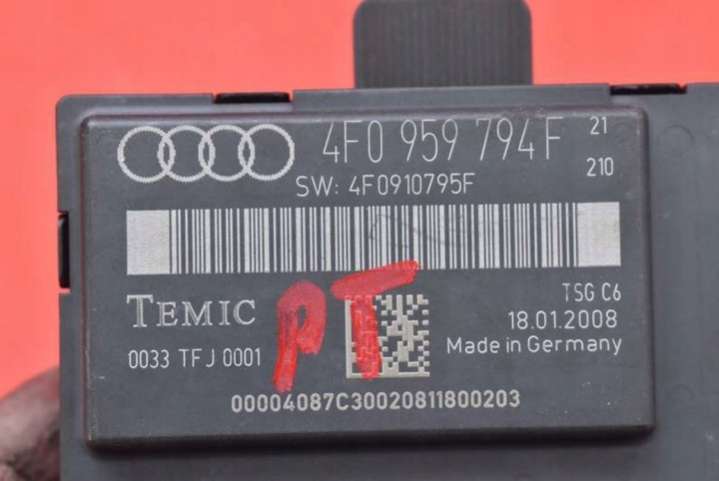 4F0 959 794F 21
210
SW: 4F0910795F
TEMIC
TSG C6
18.01.2008
0033 TFJ 0001
Made in Germany
PT
00004087C30020811800203